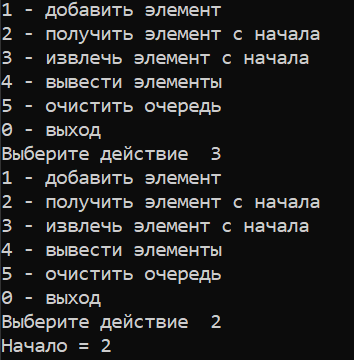 1 - добавить элемент
2 - получить элемент с начала
3 - извлечь элемент с начала
4 - вывести элементы
5 - очистить очередь
0 - выход
Выберите действие  3
1 - добавить элемент
2 - получить элемент с начала
3 - извлечь элемент с начала
4 - вывести элементы
5 - очистить очередь
0 - выход
Выберите действие  2
Начало = 2